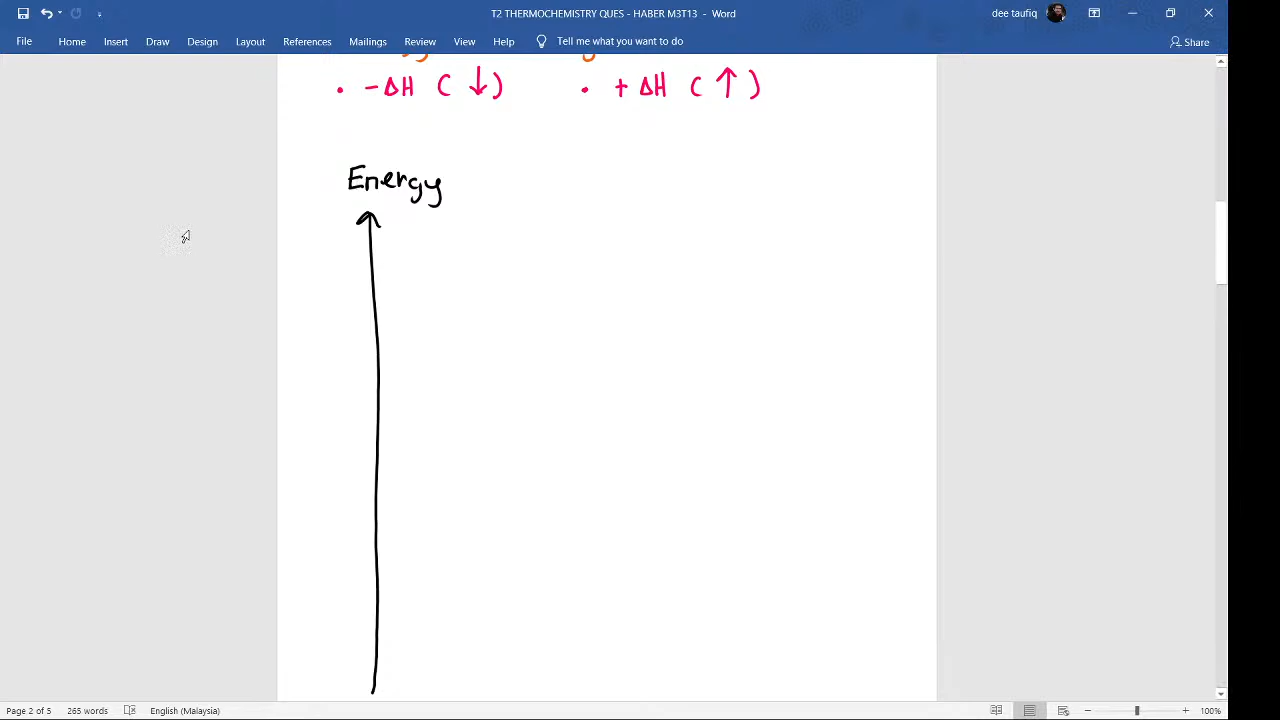 T2 THERMOCHEMISTRY QUES - HABER M3T13 - Word
dee taufiq
File Home Insert Draw Design Layout References Mailings Review View Help Tell me what you want to do Share
• -ΔH ( ↓ ) • + ΔH ( ↑ )
Energy
Page 2 of 5 265 words English (Malaysia) 100%